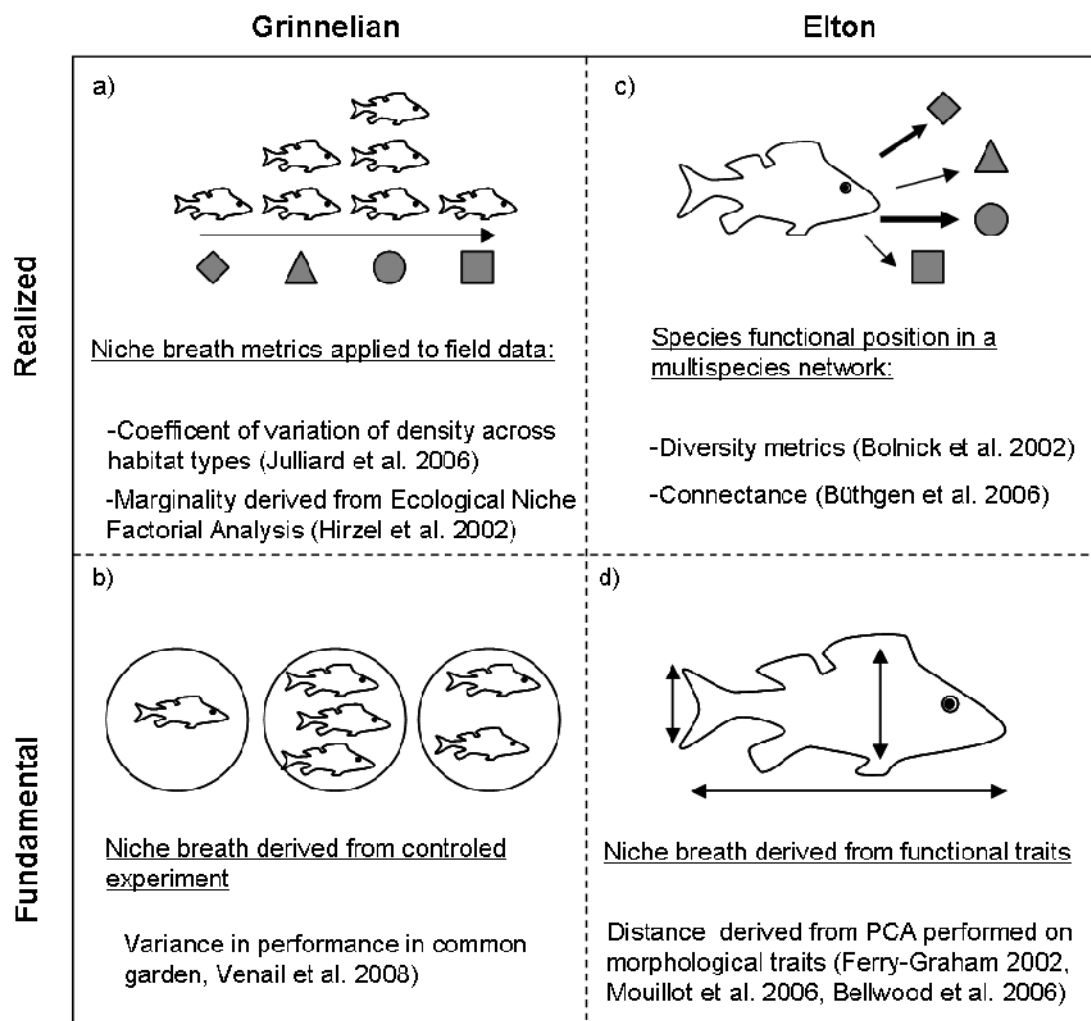 Grinnelian
Elton
Realized
a)
Niche breath metrics applied to field data:
-Coefficent of variation of density across
habitat types (Julliard et al. 2006)
-Marginality derived from Ecological Niche
Factorial Analysis (Hirzel et al. 2002)
c)
Species functional position in a
multispecies network:
-Diversity metrics (Bolnick et al. 2002)
-Connectance (Büthgen et al. 2006)
Fundamental
b)
Niche breath derived from controled
experiment
Variance in performance in common
garden, Venail et al. 2008)
d)
Niche breath derived from functional traits
Distance derived from PCA performed on
morphological traits (Ferry-Graham 2002,
Mouillot et al. 2006, Bellwood et al. 2006)